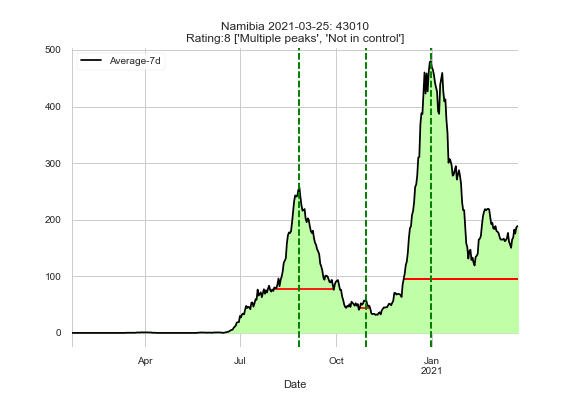 Namibia 2021-03-25: 43010
Rating:8 ['Multiple peaks', 'Not in control']
500
Average-7d
400
300
200
100
0
Apr Jul Oct Jan
2021
Date